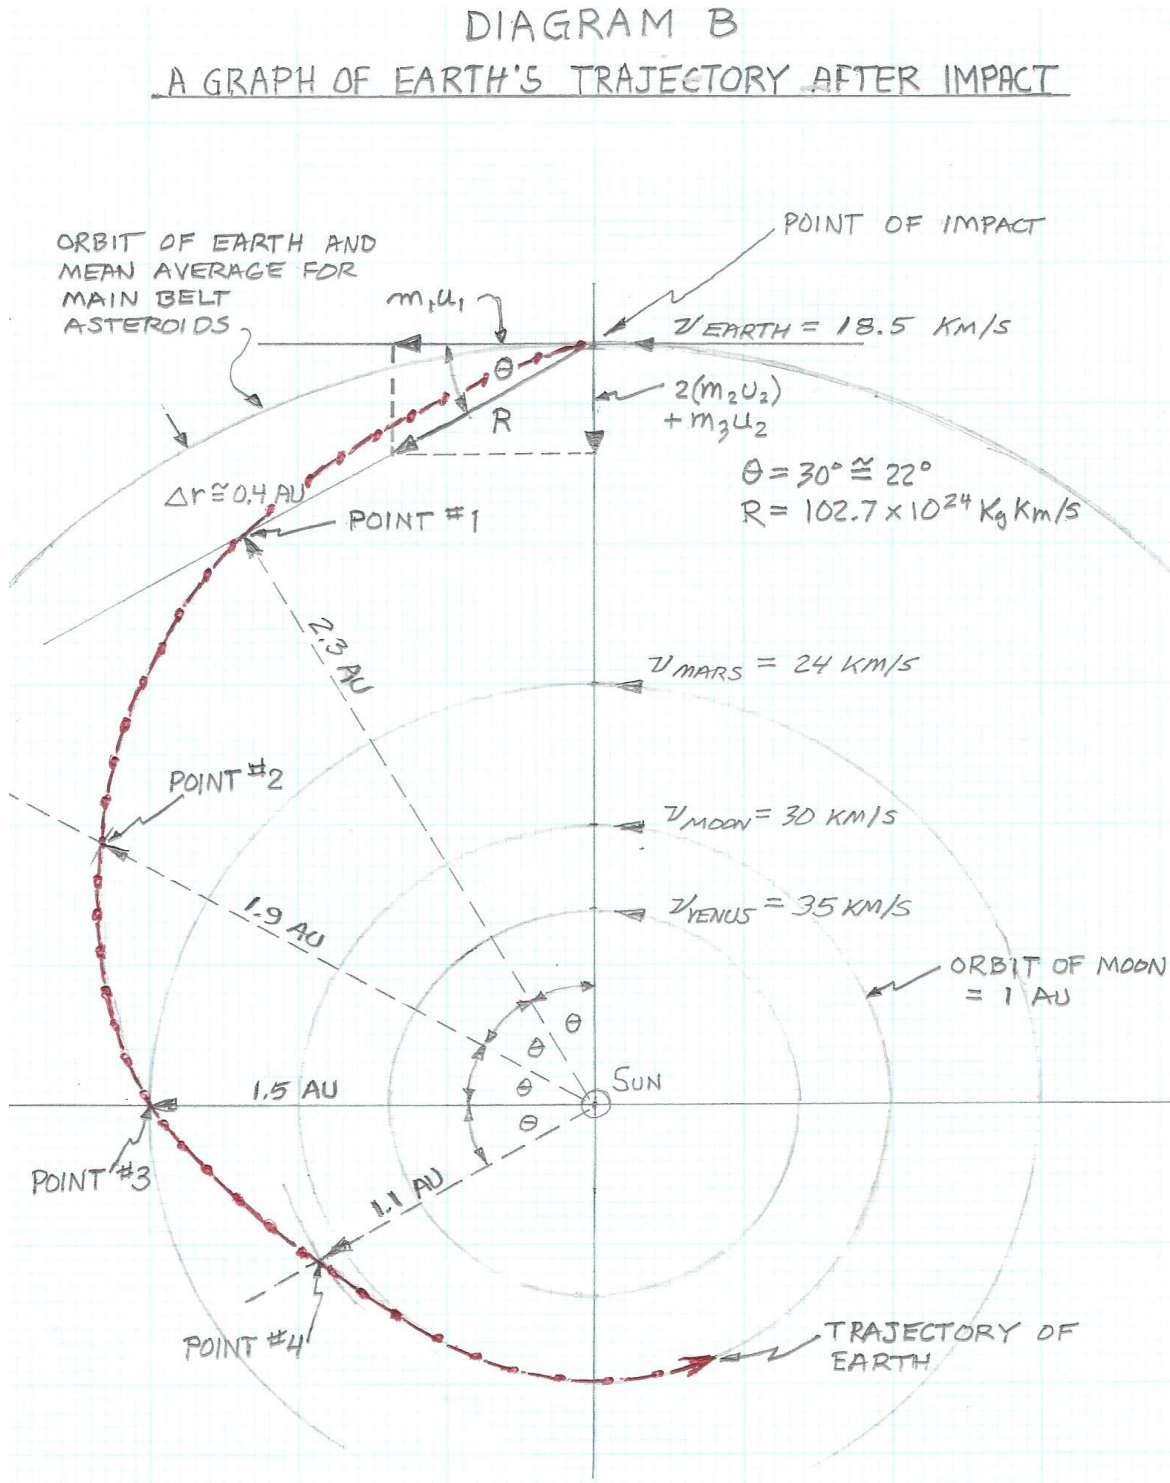 DIAGRAM B
A GRAPH OF EARTH'S TRAJECTORY AFTER IMPACT
POINT OF IMPACT
ORBIT OF EARTH AND
MEAN AVERAGE FOR
MAIN BELT
ASTEROIDS
m₁u₁
v EARTH = 18.5 KM/S
θ
2(m₂u₂)
+ m₃u₂
R
θ = 30° ≅ 22°
R = 102.7 x 10²⁴ Kg Km/s
Δr ≅ 0.4 AU
POINT #1
2.3 AU
v MARS = 24 KM/S
POINT #2
v MOON = 30 KM/S
1.9 AU
v VENUS = 35 KM/S
ORBIT OF MOON
= 1 AU
θ
θ
θ
θ
1.5 AU
SUN
POINT #3
1.1 AU
POINT #4
TRAJECTORY OF
EARTH